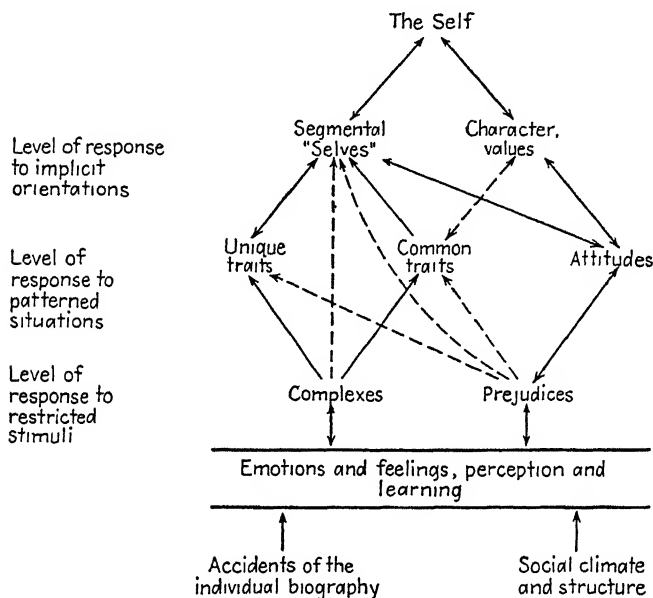 The Self
Level of response
to implicit
orientations
Segmental
"Selves"
Character,
values
Level of
response to
patterned
situations
Unique
traits
Common
traits
Attitudes
Level of
response to
restricted
stimuli
Complexes
Prejudices
Emotions and feelings, perception and
learning
Accidents of the
individual biography
Social climate
and structure